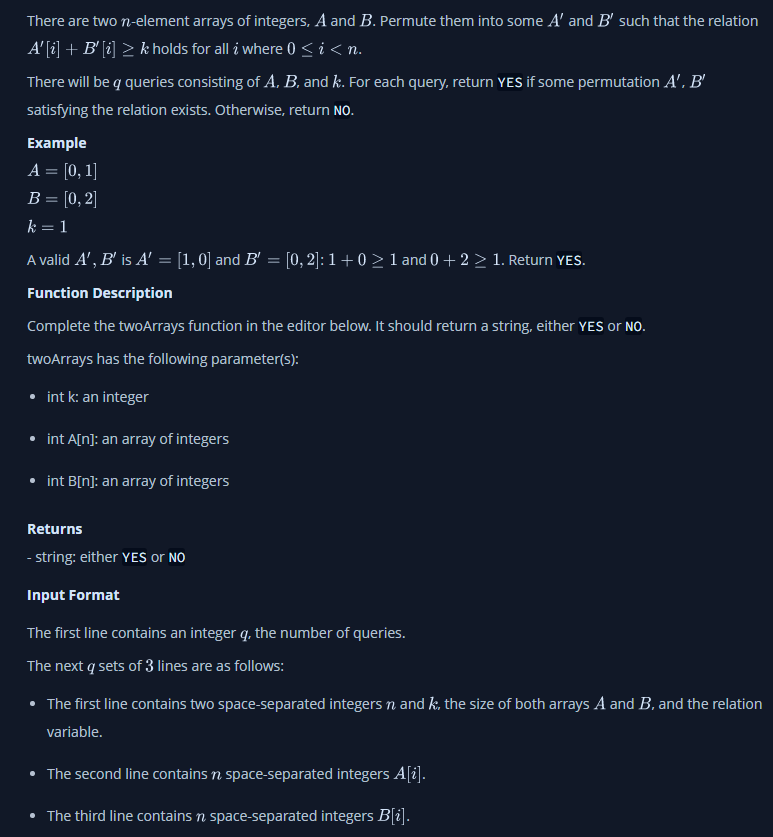 There are two n-element arrays of integers, A and B. Permute them into some A′ and B′ such that the relation
A′[i] + B′[i] ≥ k holds for all i where 0 ≤ i < n.
There will be q queries consisting of A, B, and k. For each query, return YES if some permutation A′, B′
satisfying the relation exists. Otherwise, return NO.
Example
A = [0, 1]
B = [0, 2]
k = 1
A valid A′, B′ is A′ = [1, 0] and B′ = [0, 2]: 1 + 0 ≥ 1 and 0 + 2 ≥ 1. Return YES.
Function Description
Complete the twoArrays function in the editor below. It should return a string, either YES or NO.
twoArrays has the following parameter(s):
• int k: an integer
• int A[n]: an array of integers
• int B[n]: an array of integers
Returns
- string: either YES or NO
Input Format
The first line contains an integer q, the number of queries.
The next q sets of 3 lines are as follows:
• The first line contains two space-separated integers n and k, the size of both arrays A and B, and the relation
variable.
• The second line contains n space-separated integers A[i].
• The third line contains n space-separated integers B[i].